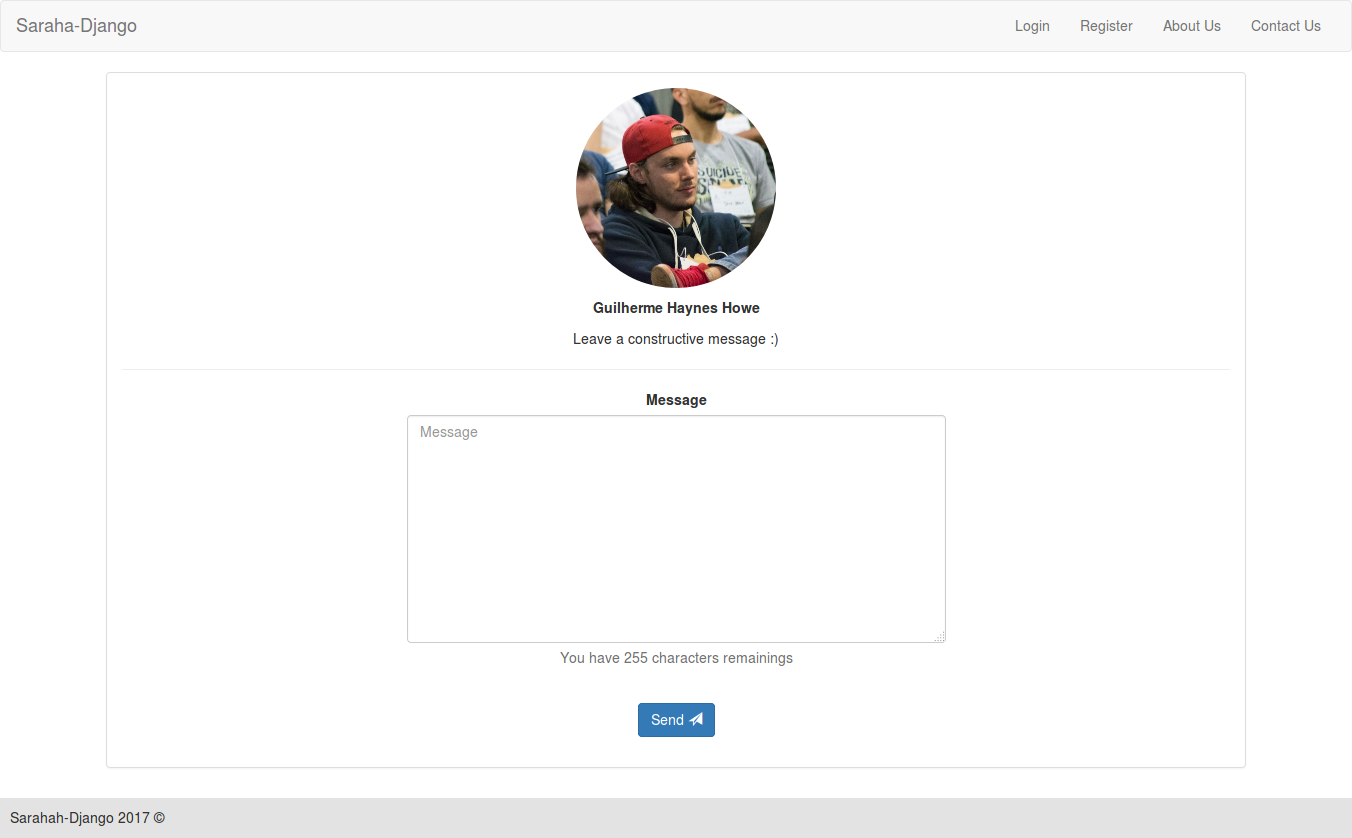 Saraha-Django
Login Register About Us Contact Us
SUICIDE
Guilherme Haynes Howe
Leave a constructive message :)
Message
Message
You have 255 characters remainings
Send
Sarahah-Django 2017 ©